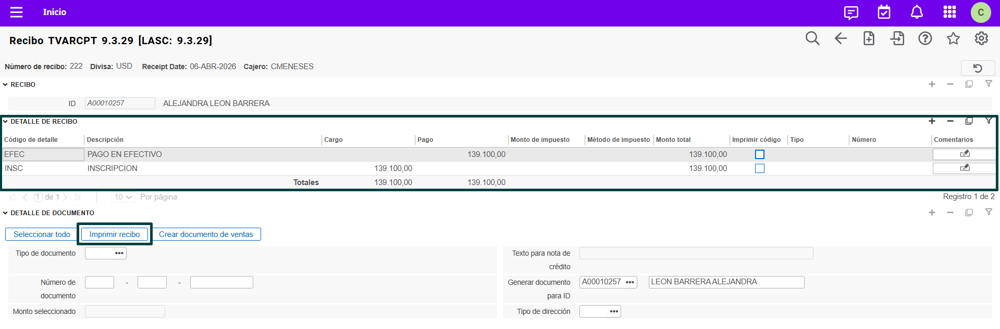 Inicio
C
Recibo TVARCPT 9.3.29 [LASC: 9.3.29]
Número de recibo: 222 Divisa: USD Receipt Date: 06-ABR-2026 Cajero: CMENESES
RECIBO
ID A00010257 ALEJANDRA LEON BARRERA
DETALLE DE RECIBO
Código de detalle Descripción Cargo Pago Monto de impuesto Método de impuesto Monto total Imprimir código Tipo Número Comentarios
EFEC PAGO EN EFECTIVO 139.100,00 139.100,00
INSC INSCRIPCION 139.100,00 139.100,00
Totales 139.100,00 139.100,00
1 de 1 10 Por página Registro 1 de 2
DETALLE DE DOCUMENTO
Seleccionar todo Imprimir recibo Crear documento de ventas
Tipo de documento
Texto para nota de
crédito
Número de - -
documento
Generar documento A00010257 LEON BARRERA ALEJANDRA
para ID
Monto seleccionado
Tipo de dirección